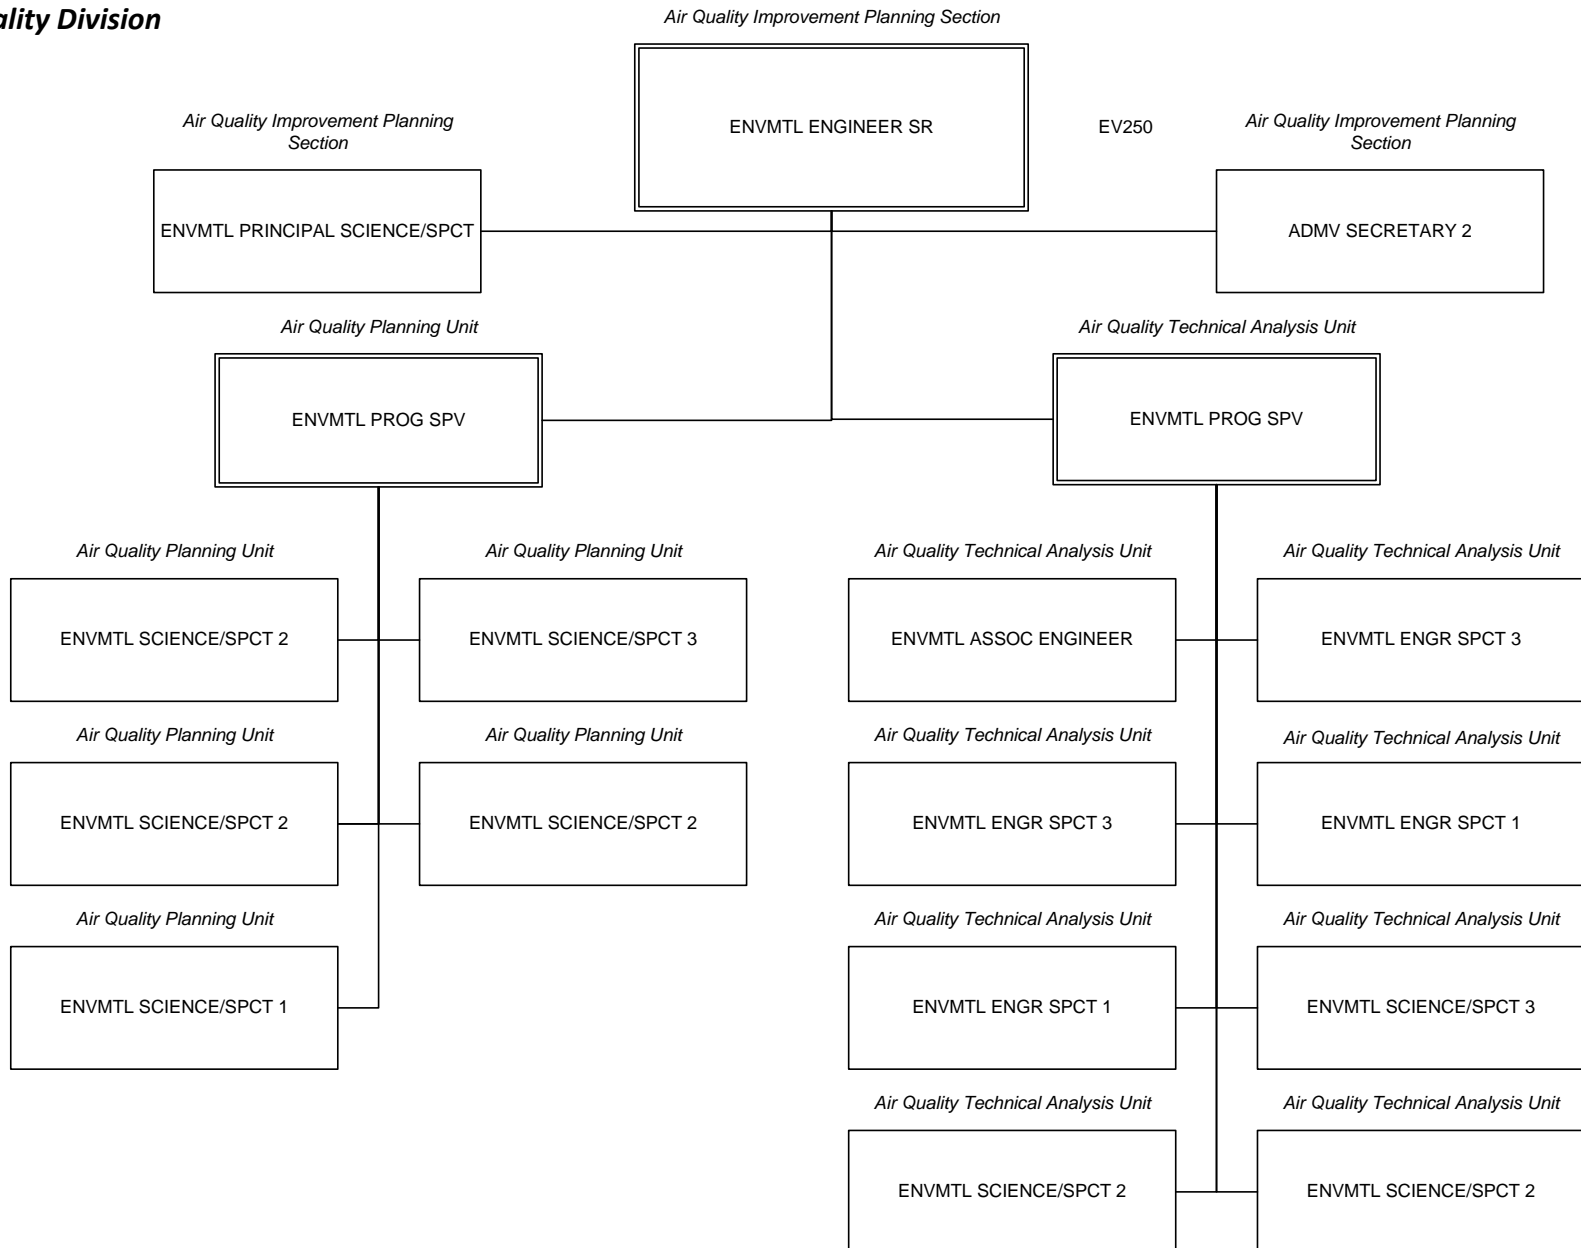 ality Division
Air Quality Improvement Planning Section
ENVMTL ENGINEER SR
EV250
Air Quality Improvement Planning
Section
ENVMTL PRINCIPAL SCIENCE/SPCT
Air Quality Improvement Planning
Section
ADMV SECRETARY 2
Air Quality Planning Unit
ENVMTL PROG SPV
Air Quality Technical Analysis Unit
ENVMTL PROG SPV
Air Quality Planning Unit
ENVMTL SCIENCE/SPCT 2
Air Quality Planning Unit
ENVMTL SCIENCE/SPCT 3
Air Quality Technical Analysis Unit
ENVMTL ASSOC ENGINEER
Air Quality Technical Analysis Unit
ENVMTL ENGR SPCT 3
Air Quality Planning Unit
ENVMTL SCIENCE/SPCT 2
Air Quality Planning Unit
ENVMTL SCIENCE/SPCT 2
Air Quality Technical Analysis Unit
ENVMTL ENGR SPCT 3
Air Quality Technical Analysis Unit
ENVMTL ENGR SPCT 1
Air Quality Planning Unit
ENVMTL SCIENCE/SPCT 1
Air Quality Technical Analysis Unit
ENVMTL ENGR SPCT 1
Air Quality Technical Analysis Unit
ENVMTL SCIENCE/SPCT 3
Air Quality Technical Analysis Unit
ENVMTL SCIENCE/SPCT 2
Air Quality Technical Analysis Unit
ENVMTL SCIENCE/SPCT 2